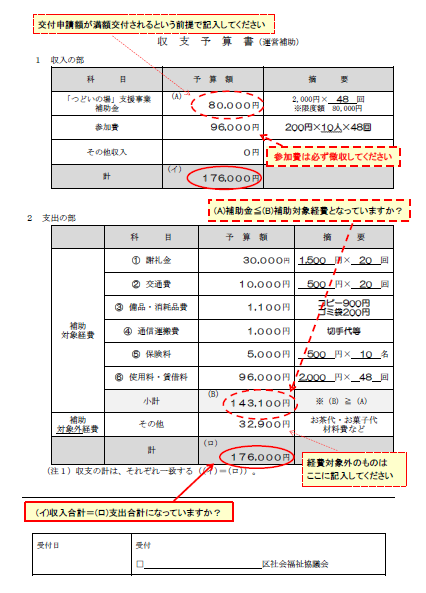 交付申請額が満額交付されるという前提で記入してください
収 支 予 算 書（運営補助）
1 収入の部
科 目 予 算 額 摘 要
「つどいの場」支援事業補助金 (A) 80,000円 2,000円× 48 回
※限度額 80,000円
参加費 96,000円 200円×10人×48回
参加費は必ず徴収してください
その他収入 0円
計 (イ) 176,000円
(A)補助金≦(B)補助対象経費となっていますか？
2 支出の部
科 目 予 算 額 摘 要
補助対象経費
① 謝礼金 30,000円 1,500 円× 20 回
② 交通費 10,000円 500 円× 20 回
③ 備品・消耗品費 1,100円 コピー900円
ゴミ袋200円
④ 通信運搬費 1,000円 切手代等
⑤ 保険料 5,000円 500 円× 10 名
⑥ 使用料・賃借料 96,000円 2,000 円× 48 回
小計 (B) 143,100円 ※（B）≧（A）
補助対象外経費 その他 32,900円 お茶代・お菓子代
材料費など
計 (ロ) 176,000円
（注1）収支の計は、それぞれ一致する（(イ)＝(ロ)）。
経費対象外のものは
ここに記入してください
(イ)収入合計＝(ロ)支出合計になっていますか？
受付日 受付
□ 区社会福祉協議会